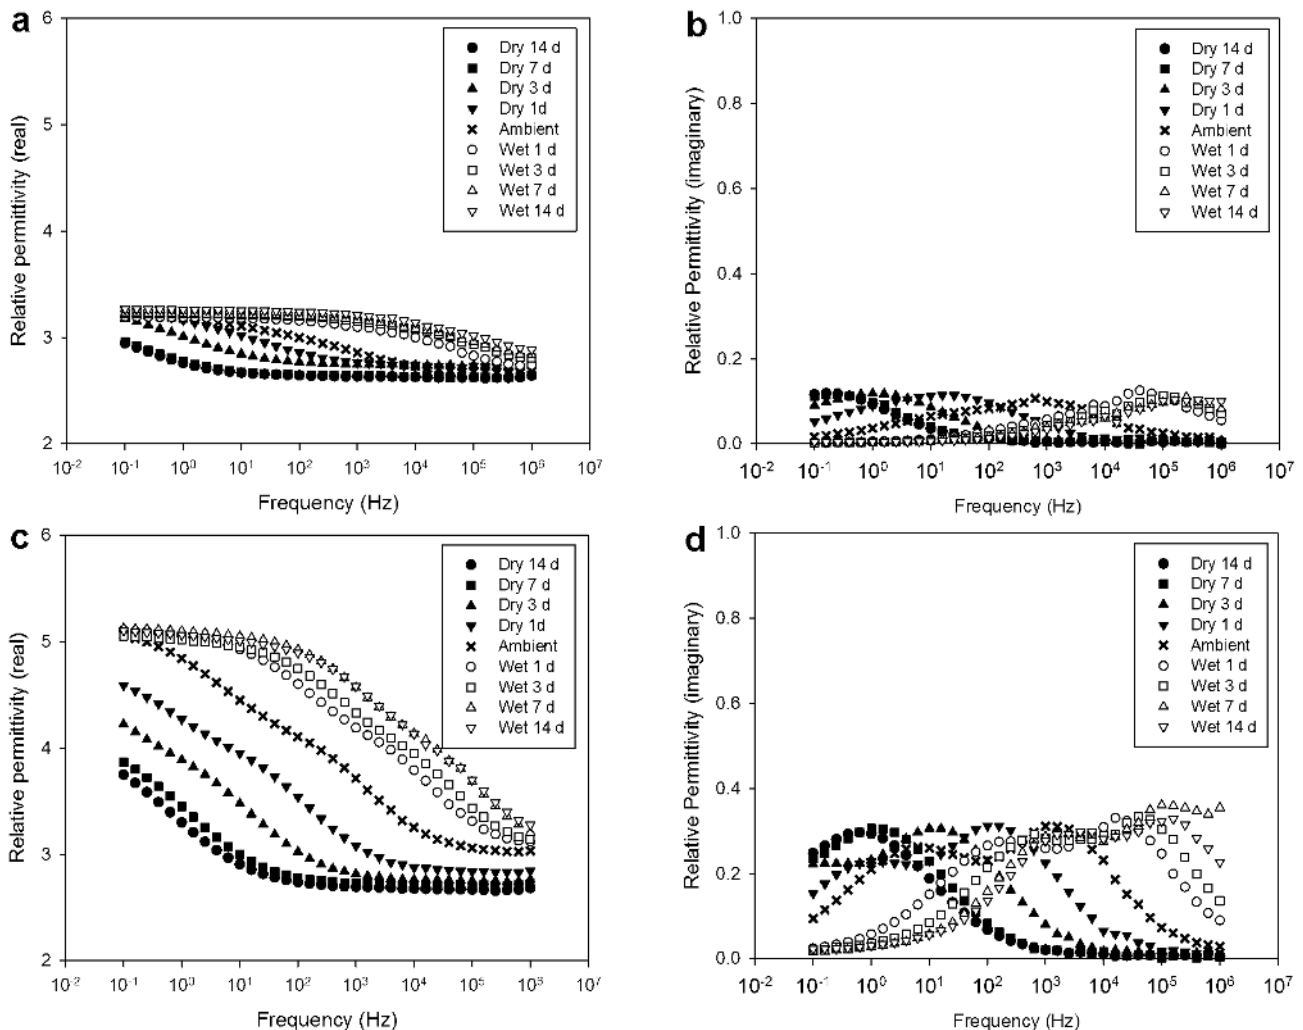 a
6
5
4
3
2
Relative permittivity (real)
Dry 14 d
Dry 7 d
Dry 3 d
Dry 1d
Ambient
Wet 1 d
Wet 3 d
Wet 7 d
Wet 14 d
10-2 10-1 100 101 102 103 104 105 106 107
Frequency (Hz)
b
1.0
0.8
0.6
0.4
0.2
0.0
Relative Permittivity (imaginary)
Dry 14 d
Dry 7 d
Dry 3 d
Dry 1 d
Ambient
Wet 1 d
Wet 3 d
Wet 7 d
Wet 14 d
10-2 10-1 100 101 102 103 104 105 106 107
Frequency (Hz)
c
6
5
4
3
2
Relative permittivity (real)
Dry 14 d
Dry 7 d
Dry 3 d
Dry 1d
Ambient
Wet 1 d
Wet 3 d
Wet 7 d
Wet 14 d
10-2 10-1 100 101 102 103 104 105 106 107
Frequency (Hz)
d
1.0
0.8
0.6
0.4
0.2
0.0
Relative Permittivity (imaginary)
Dry 14 d
Dry 7 d
Dry 3 d
Dry 1 d
Ambient
Wet 1 d
Wet 3 d
Wet 7 d
Wet 14 d
10-2 10-1 100 101 102 103 104 105 106 107
Frequency (Hz)